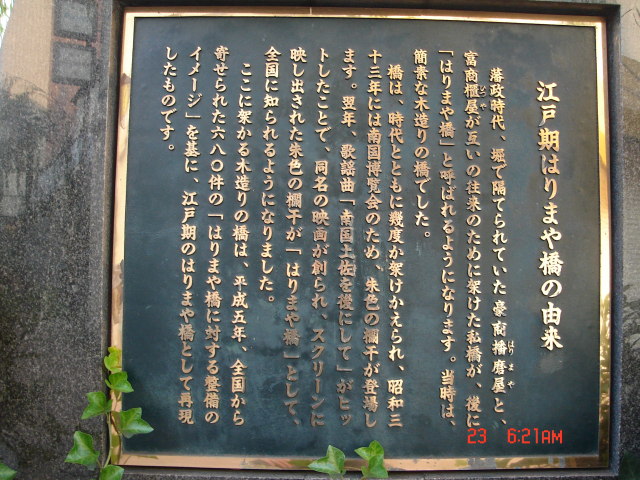 江戸期はりまや橋の由来
藩政時代、堀で隔てられていた豪商播磨屋と、
富商櫃屋が互いの往来のために架けた私橋が、後に
「はりまや橋」と呼ばれるようになります。当時は、
簡素な木造りの橋でした。
橋は、時代とともに幾度か架けかえられ、昭和三
十三年には南国博覧会のため、朱色の欄干が登場し
ます。翌年、歌謡曲「南国土佐を後にして」がヒッ
トしたことで、同名の映画が創られ、スクリーンに
映し出された朱色の欄干が「はりまや橋」として、
全国に知られるようになりました。
ここに架かる木造りの橋は、平成五年、全国から
寄せられた六八〇件の「はりまや橋に対する整備の
イメージ」を基に、江戸期のはりまや橋として再現
したものです。
23 6:21AM